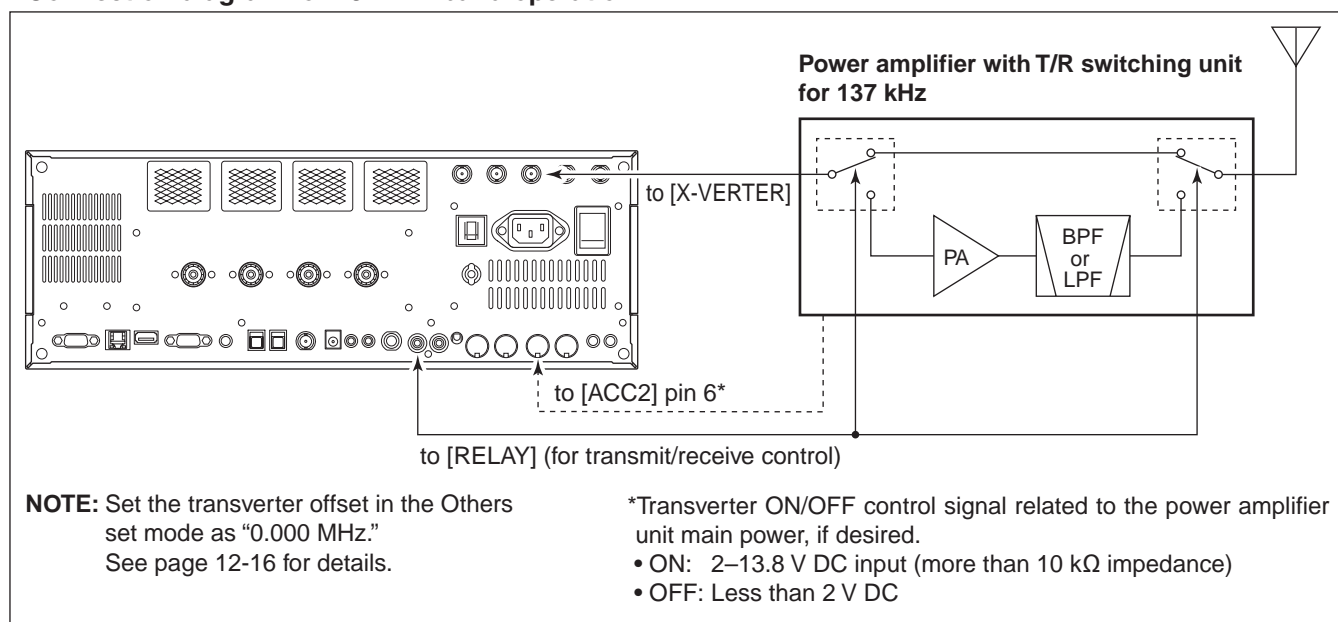 Power amplifier with T/R switching unit
for 137 kHz
to [X-VERTER]
PA
BPF
or
LPF
to [ACC2] pin 6*
to [RELAY] (for transmit/receive control)
NOTE: Set the transverter offset in the Others
set mode as “0.000 MHz.”
See page 12-16 for details.
*Transverter ON/OFF control signal related to the power amplifier
unit main power, if desired.
• ON: 2–13.8 V DC input (more than 10 kΩ impedance)
• OFF: Less than 2 V DC